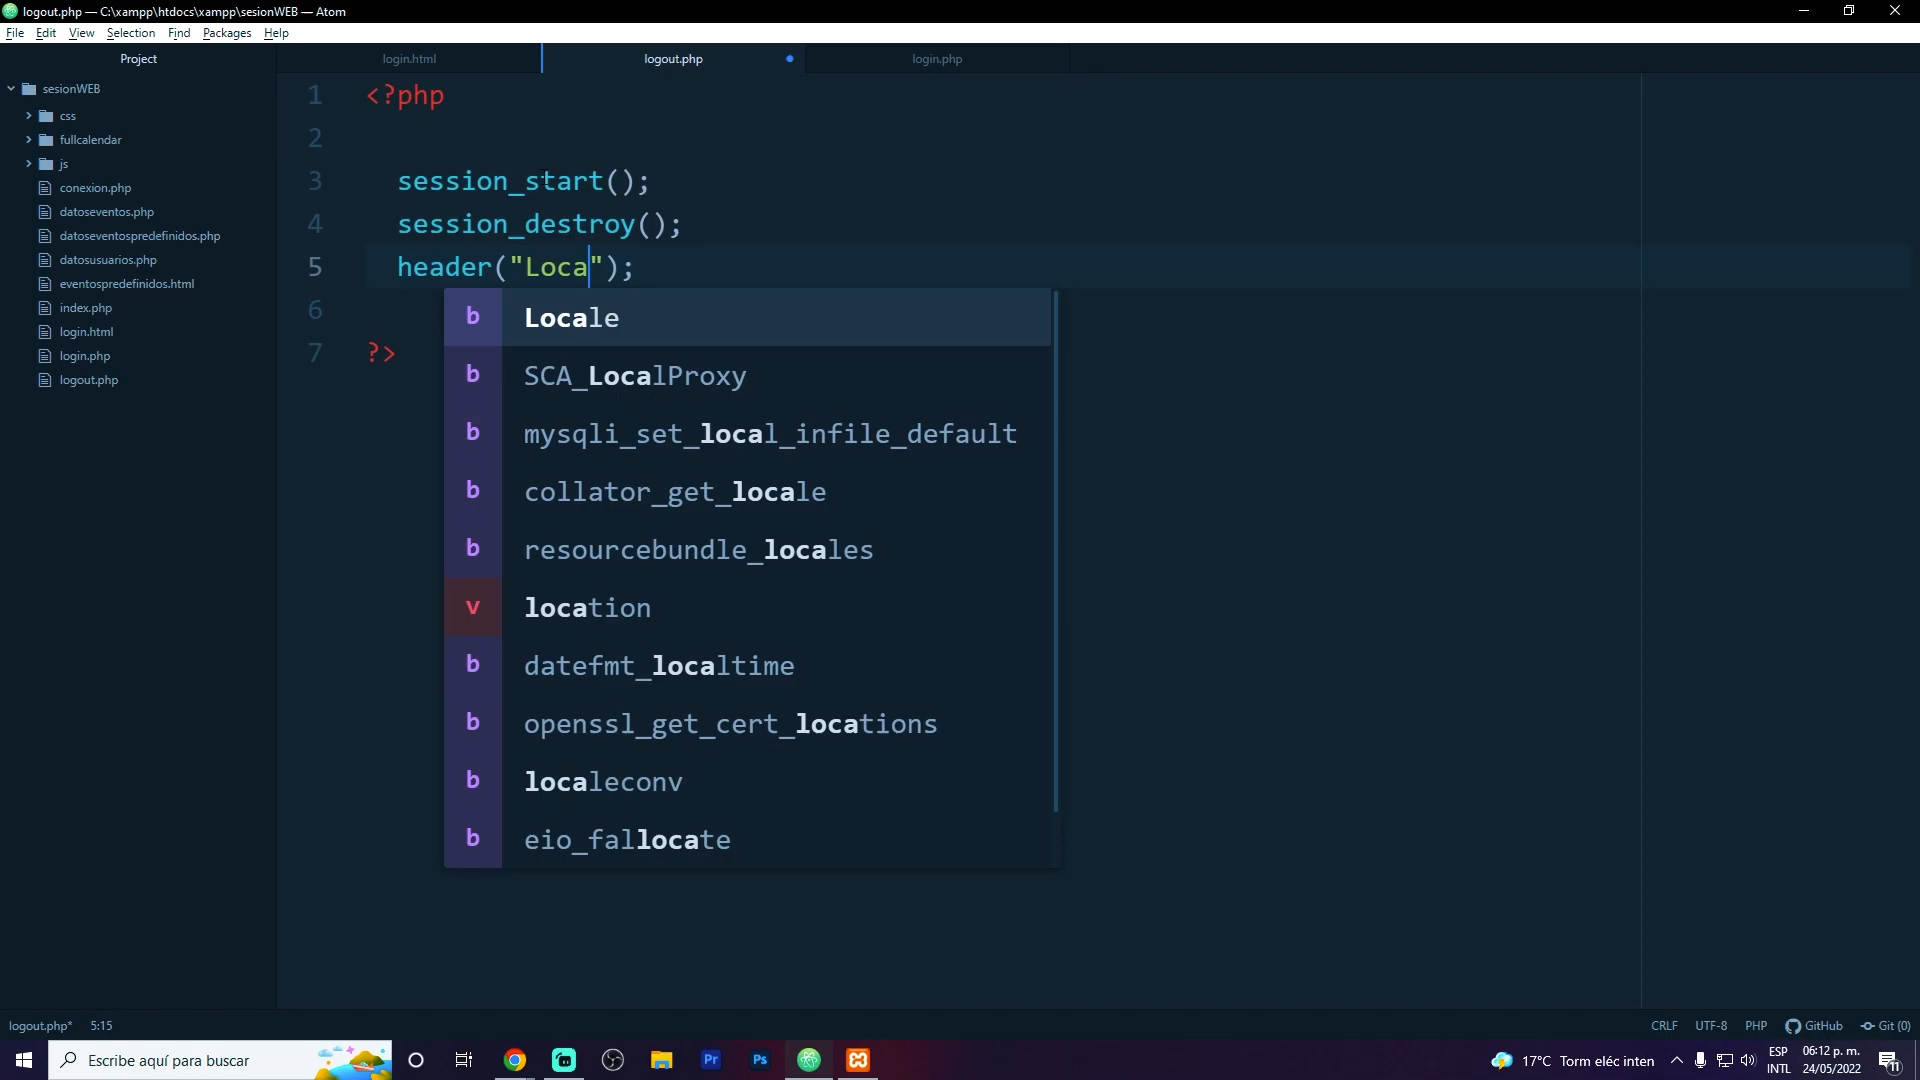 logout.php — C:\xampp\htdocs\xampp\sesionWEB — Atom
File Edit View Selection Find Packages Help
Project
login.html
logout.php
login.php
sesionWEB
css
fullcalendar
js
conexion.php
datoseventos.php
datoseventospredefinidos.php
datosusuarios.php
eventospredefinidos.html
index.php
login.html
login.php
logout.php
1 <?php
2
3 session_start();
4 session_destroy();
5 header("Loca");
6
7 ?>
b Locale
b SCA_LocalProxy
b mysqli_set_local_infile_default
b collator_get_locale
b resourcebundle_locales
v location
b datefmt_localtime
b openssl_get_cert_locations
b localeconv
b eio_fallocate
logout.php* 5:15
CRLF UTF-8 PHP GitHub Git (0)
Escribe aquí para buscar
Pr
Ps
17°C Torm eléc inten
ESP
INTL
06:12 p. m.
24/05/2022
11